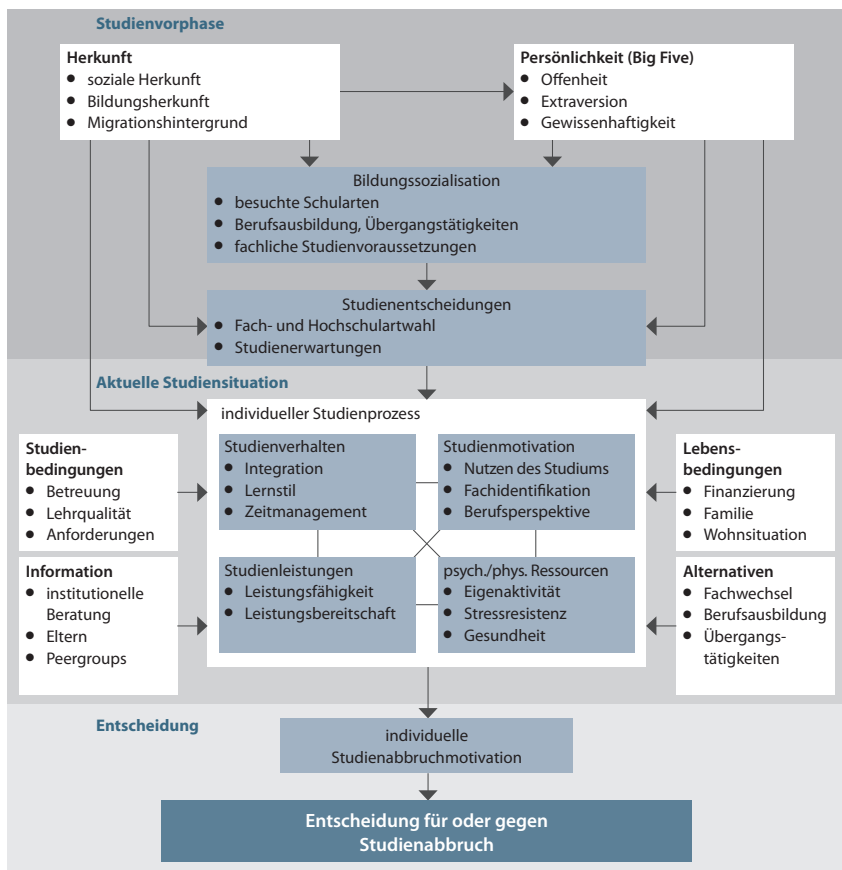 Studienvorphase
Herkunft
● soziale Herkunft
● Bildungsherkunft
● Migrationshintergrund
Persönlichkeit (Big Five)
● Offenheit
● Extraversion
● Gewissenhaftigkeit
Bildungssozialisation
● besuchte Schularten
● Berufsausbildung, Übergangstätigkeiten
● fachliche Studienvoraussetzungen
Studienentscheidungen
● Fach- und Hochschulartwahl
● Studienerwartungen
Aktuelle Studiensituation
individueller Studienprozess
Studien-
bedingungen
● Betreuung
● Lehrqualität
● Anforderungen
Information
● institutionelle
Beratung
● Eltern
● Peergroups
Studienverhalten
● Integration
● Lernstil
● Zeitmanagement
Studienmotivation
● Nutzen des Studiums
● Fachidentifikation
● Berufsperspektive
Studienleistungen
● Leistungsfähigkeit
● Leistungsbereitschaft
psych./phys. Ressourcen
● Eigenaktivität
● Stressresistenz
● Gesundheit
Lebens-
bedingungen
● Finanzierung
● Familie
● Wohnsituation
Alternativen
● Fachwechsel
● Berufsausbildung
● Übergangs-
tätigkeiten
Entscheidung
individuelle
Studienabbruchmotivation
Entscheidung für oder gegen
Studienabbruch